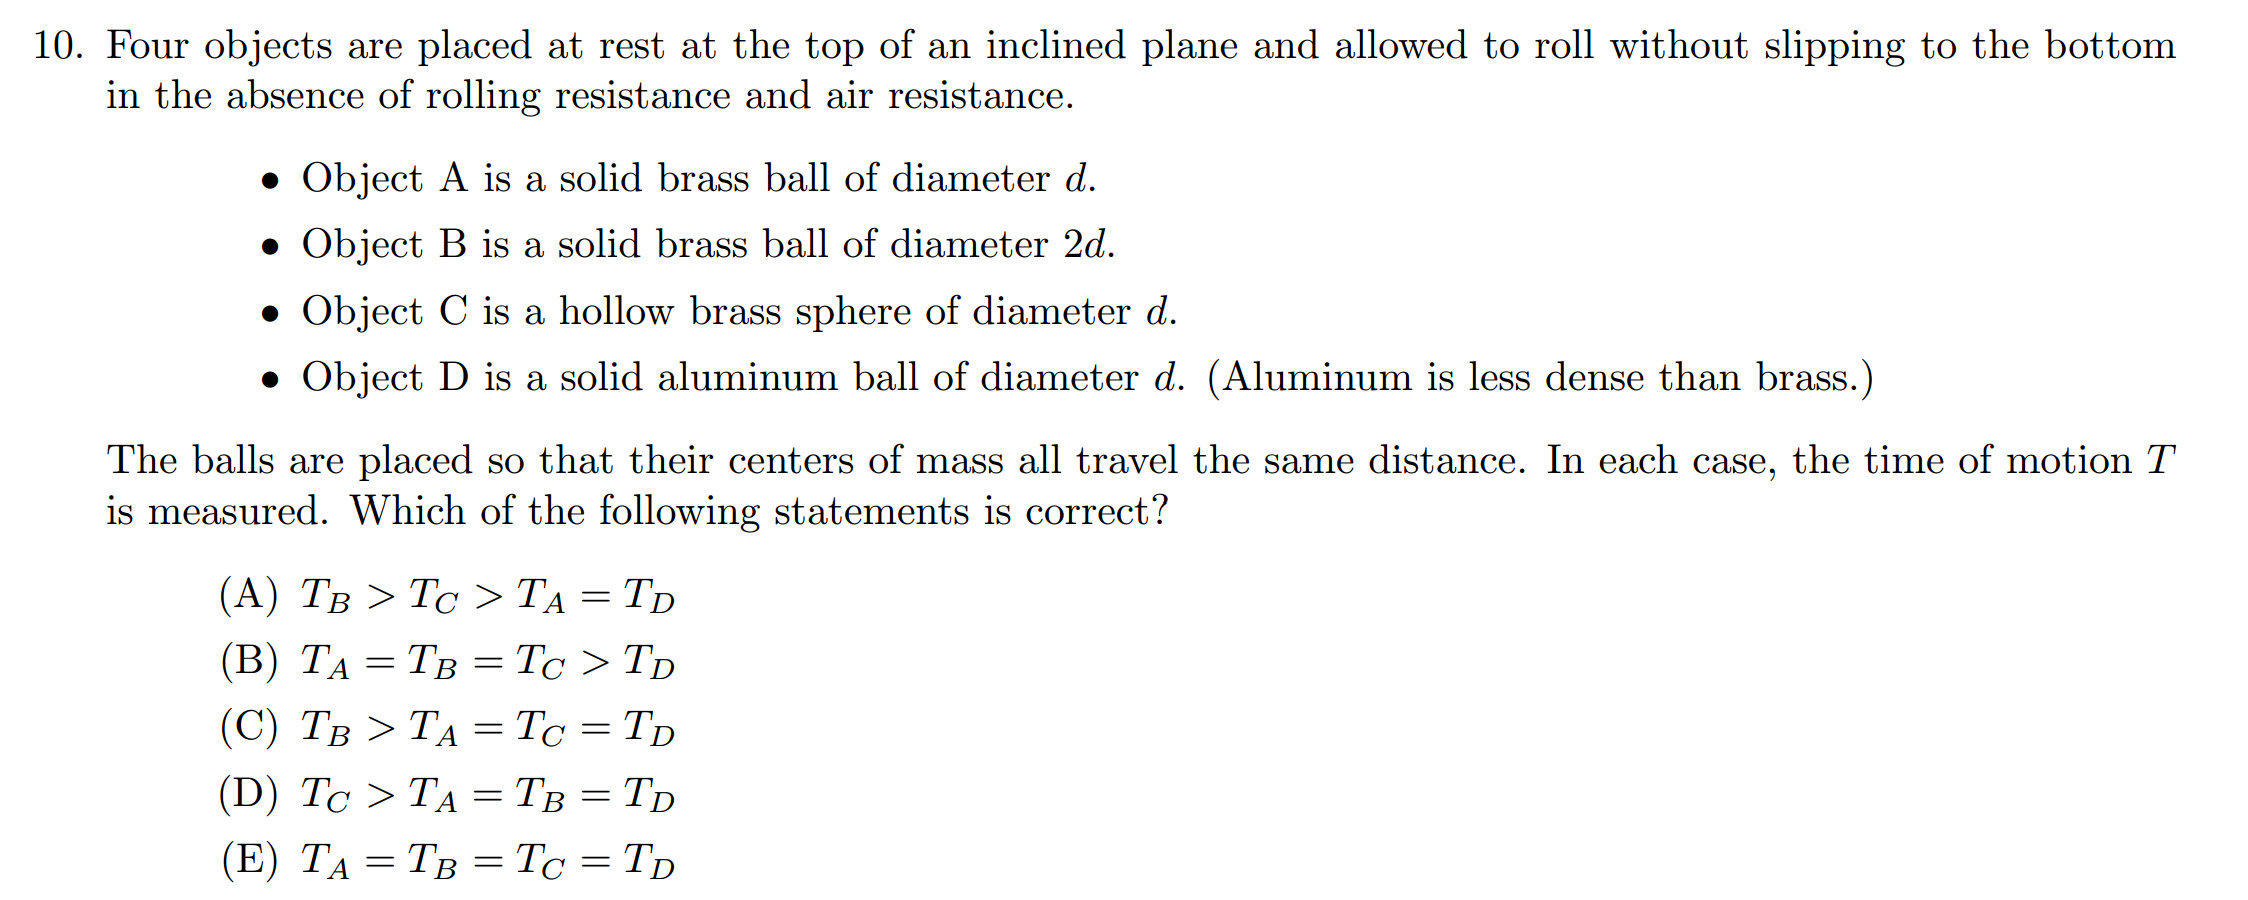 10. Four objects are placed at rest at the top of an inclined plane and allowed to roll without slipping to the bottom
in the absence of rolling resistance and air resistance.
• Object A is a solid brass ball of diameter d.
• Object B is a solid brass ball of diameter 2d.
• Object C is a hollow brass sphere of diameter d.
• Object D is a solid aluminum ball of diameter d. (Aluminum is less dense than brass.)
The balls are placed so that their centers of mass all travel the same distance. In each case, the time of motion T
is measured. Which of the following statements is correct?
(A) T_B > T_C > T_A = T_D
(B) T_A = T_B = T_C > T_D
(C) T_B > T_A = T_C = T_D
(D) T_C > T_A = T_B = T_D
(E) T_A = T_B = T_C = T_D